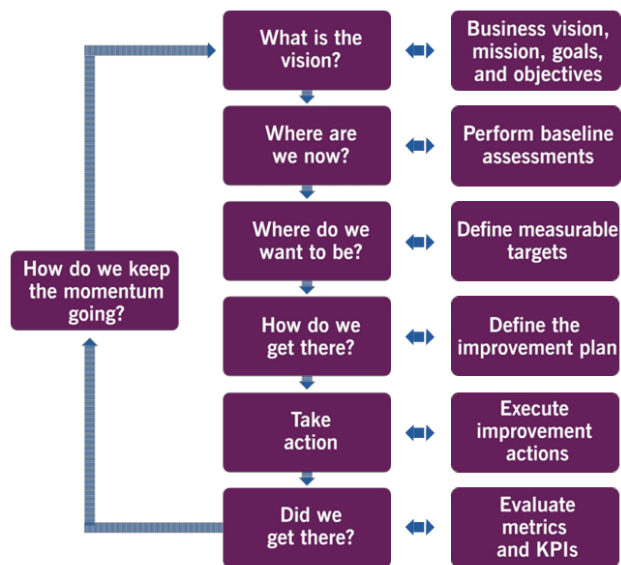 What is the
vision?
Business vision,
mission, goals,
and objectives
Where are
we now?
Perform baseline
assessments
Where do we
want to be?
Define measurable
targets
How do we keep
the momentum
going?
How do we
get there?
Define the
improvement plan
Take
action
Execute
improvement
actions
Did we
get there?
Evaluate
metrics
and KPIs